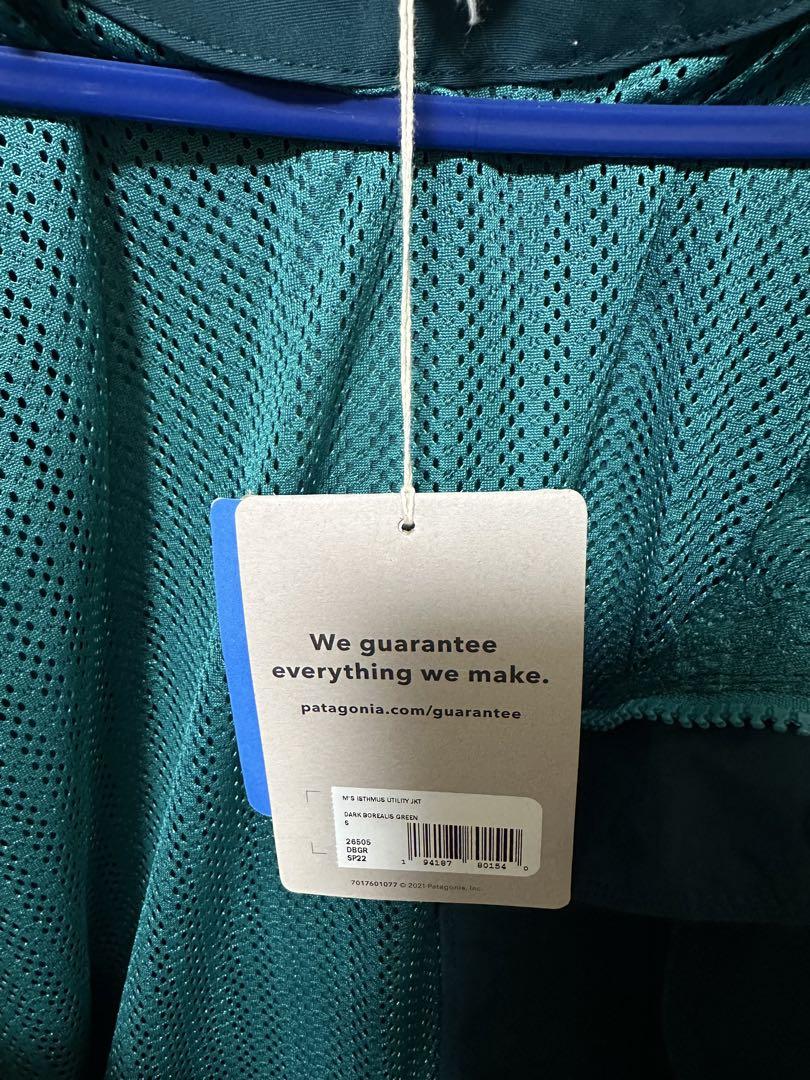 We guarantee
everything we make.
patagonia.com/guarantee
M'S ISTHMUS UTILITY JKT
DARK BOREALIS GREEN
S
26505
DBGR
SP22
1 94187 80154 0
7017601077 © 2021 Patagonia, Inc.